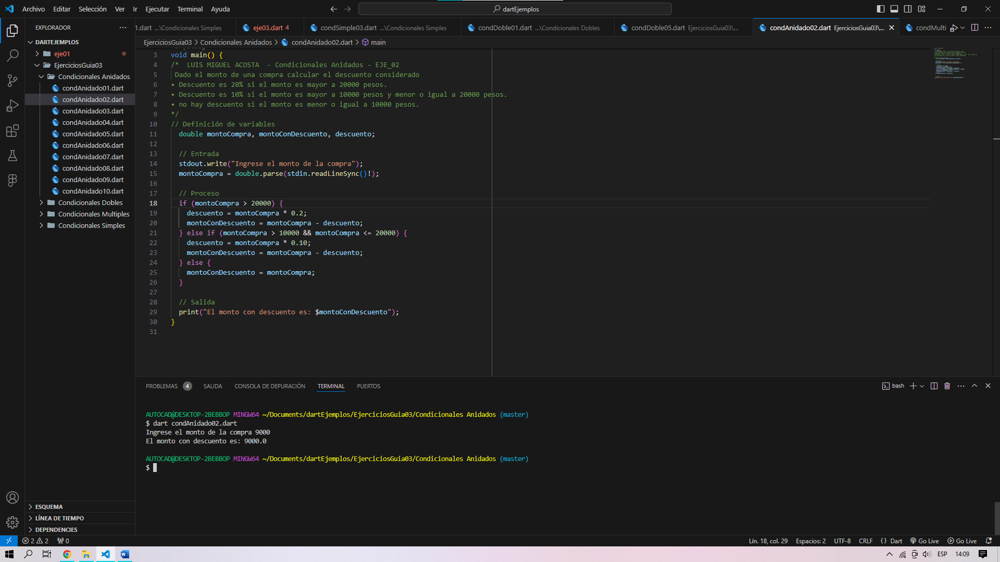 Archivo Editar Selección Ver Ir Ejecutar Terminal Ayuda
dartEjemplos
EXPLORADOR
1.dart ...\Condicionales Simples
eje03.dart 4
condSimple03.dart ...\Condicionales Simples
condDoble01.dart ...\Condicionales Dobles
condDoble05.dart EjerciciosGuia03\...
condAnidado02.dart EjerciciosGuia03\...
condMulti
DARTEJEMPLOS
eje01
EjerciciosGuia03
Condicionales Anidados
condAnidado01.dart
condAnidado02.dart
condAnidado03.dart
condAnidado04.dart
condAnidado05.dart
condAnidado06.dart
condAnidado07.dart
condAnidado08.dart
condAnidado09.dart
condAnidado10.dart
Condicionales Dobles
Condicionales Multiples
Condicionales Simples
ESQUEMA
LÍNEA DE TIEMPO
DEPENDENCIES
EjerciciosGuia03 > Condicionales Anidados > condAnidado02.dart > main
3 void main() {
4 /* LUIS MIGUEL ACOSTA - Condicionales Anidados - EJE_02
5 Dado el monto de una compra calcular el descuento considerado
6 • Descuento es 20% si el monto es mayor a 20000 pesos.
7 • Descuento es 10% si el monto es mayor a 10000 pesos y menor o igual a 20000 pesos.
8 • no hay descuento si el monto es menor o igual a 10000 pesos.
9 */
10 // Definición de variables
11 double montoCompra, montoConDescuento, descuento;
12
13 // Entrada
14 stdout.write("Ingrese el monto de la compra");
15 montoCompra = double.parse(stdin.readLineSync()!);
16
17 // Proceso
18 if (montoCompra > 20000) {
19 descuento = montoCompra * 0.2;
20 montoConDescuento = montoCompra - descuento;
21 } else if (montoCompra > 10000 && montoCompra <= 20000) {
22 descuento = montoCompra * 0.10;
23 montoConDescuento = montoCompra - descuento;
24 } else {
25 montoConDescuento = montoCompra;
26 }
27
28 // Salida
29 print("El monto con descuento es: $montoConDescuento");
30 }
31
PROBLEMAS 4 SALIDA CONSOLA DE DEPURACIÓN TERMINAL PUERTOS
bash
AUTOCAD@DESKTOP-2BEBBOP MINGW64 ~/Documents/dartEjemplos/EjerciciosGuia03/Condicionales Anidados (master)
$ dart condAnidado02.dart
Ingrese el monto de la compra 9000
El monto con descuento es: 9000.0
AUTOCAD@DESKTOP-2BEBBOP MINGW64 ~/Documents/dartEjemplos/EjerciciosGuia03/Condicionales Anidados (master)
$
2 2 0
Lín. 18, col. 29 Espacios: 2 UTF-8 CRLF {} Dart Go Live Go Live
ESP 14:09